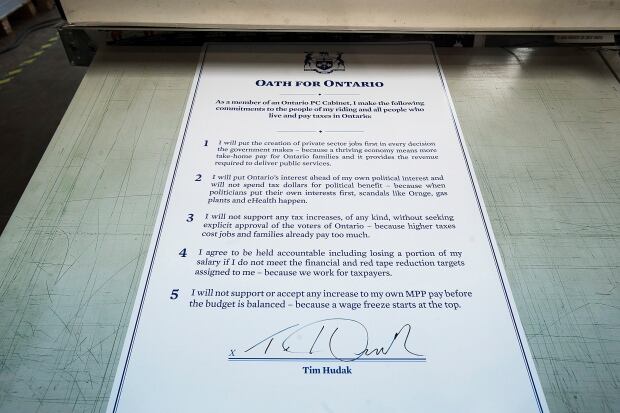 OATH FOR ONTARIO
As a member of an Ontario PC Cabinet, I make the following
commitments to the people of my riding and all people who
live and pay taxes in Ontario:
1 I will put the creation of private sector jobs first in every decision
the government makes – because a thriving economy means more
take-home pay for Ontario families and it provides the revenue
required to deliver public services.
2 I will put Ontario's interest ahead of my own political interest and
will not spend tax dollars for political benefit – because when
politicians put their own interests first, scandals like Ornge, gas
plants and eHealth happen.
3 I will not support any tax increases, of any kind, without seeking
explicit approval of the voters of Ontario – because higher taxes
cost jobs and families already pay too much.
4 I agree to be held accountable including losing a portion of my
salary if I do not meet the financial and red tape reduction targets
assigned to me – because we work for taxpayers.
5 I will not support or accept any increase to my own MPP pay before
the budget is balanced – because a wage freeze starts at the top.
x
Tim Hudak